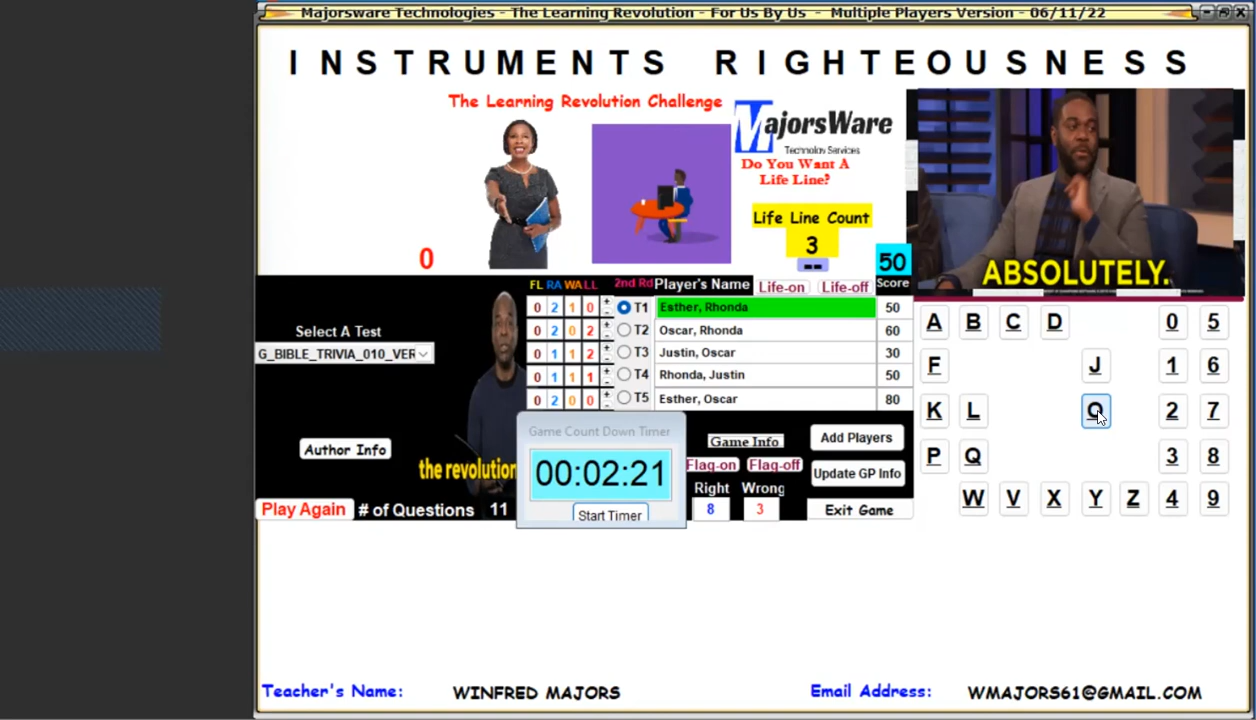 Majorsware Technologies - The Learning Revolution - For Us By Us - Multiple Players Version - 06/11/22
INSTRUMENTS RIGHTEOUSNESS
The Learning Revolution Challenge
MajorsWare
Technology Services
Do You Want A
Life Line?
Life Line Count
3
--
0
50
ABSOLUTELY.
FL RA WA LL 2nd Rd Player's Name Life-on Life-off Score
0 2 1 0 + - T1 Esther, Rhonda 50
0 2 0 2 + - T2 Oscar, Rhonda 60
0 1 1 2 + - T3 Justin, Oscar 30
0 1 1 1 + - T4 Rhonda, Justin 50
0 2 0 0 + - T5 Esther, Oscar 80
Select A Test
G_BIBLE_TRIVIA_010_VER
Author Info
the revolution
Play Again # of Questions 11
Game Count Down Timer
00:02:21
Start Timer
Game Info
Flag-on Flag-off
Right Wrong
8 3
Add Players
Update GP Info
Exit Game
A B C D 0 5
F J 1 6
K L O 2 7
P Q 3 8
W V X Y Z 4 9
Teacher's Name: WINFRED MAJORS Email Address: WMAJORS61@GMAIL.COM